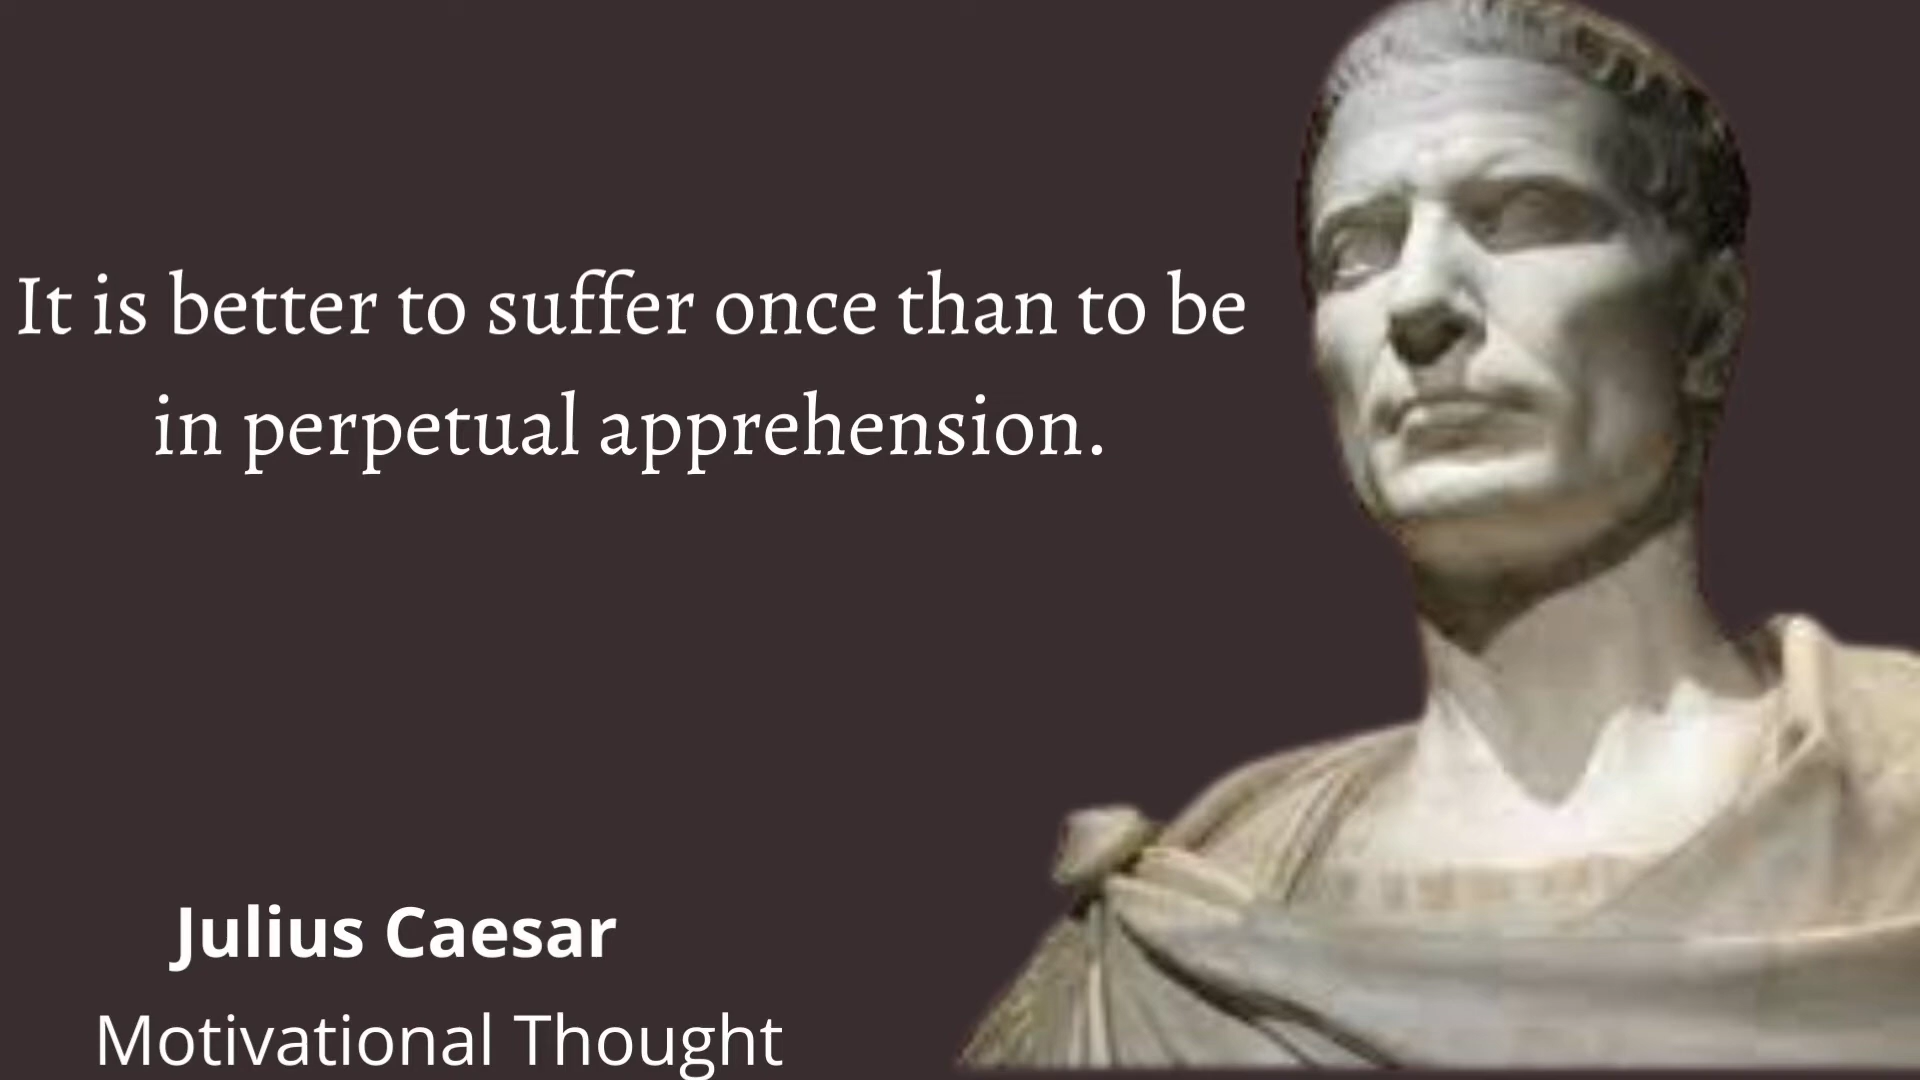 It is better to suffer once than to be
in perpetual apprehension.
Julius Caesar
Motivational Thought